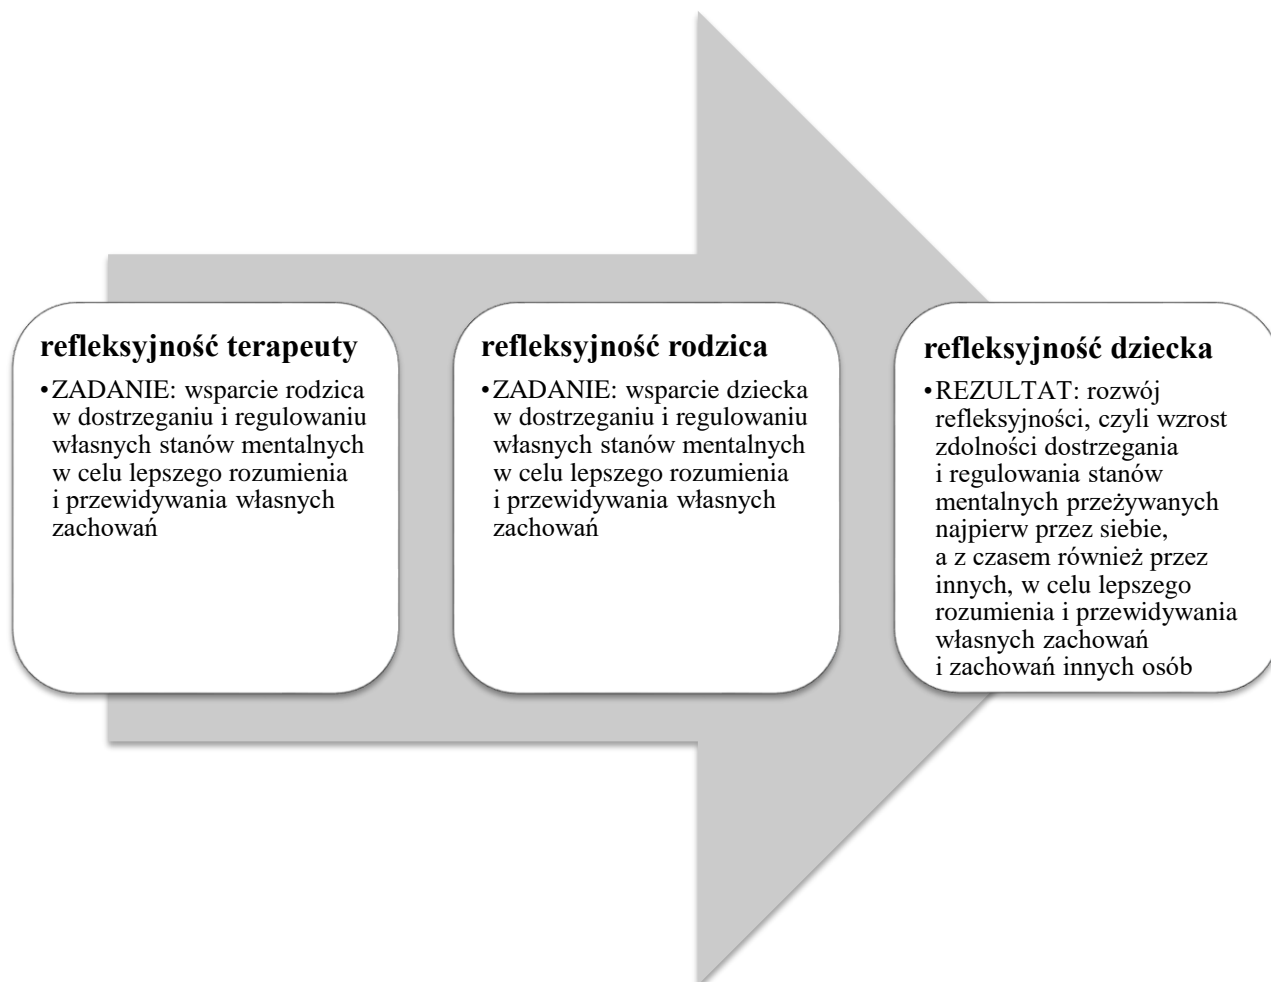 refleksyjność terapeuty
•ZADANIE: wsparcie rodzica
w dostrzeganiu i regulowaniu
własnych stanów mentalnych
w celu lepszego rozumienia
i przewidywania własnych
zachowań
refleksyjność rodzica
•ZADANIE: wsparcie dziecka
w dostrzeganiu i regulowaniu
własnych stanów mentalnych
w celu lepszego rozumienia
i przewidywania własnych
zachowań
refleksyjność dziecka
•REZULTAT: rozwój
refleksyjności, czyli wzrost
zdolności dostrzegania
i regulowania stanów
mentalnych przeżywanych
najpierw przez siebie,
a z czasem również przez
innych, w celu lepszego
rozumienia i przewidywania
własnych zachowań
i zachowań innych osób